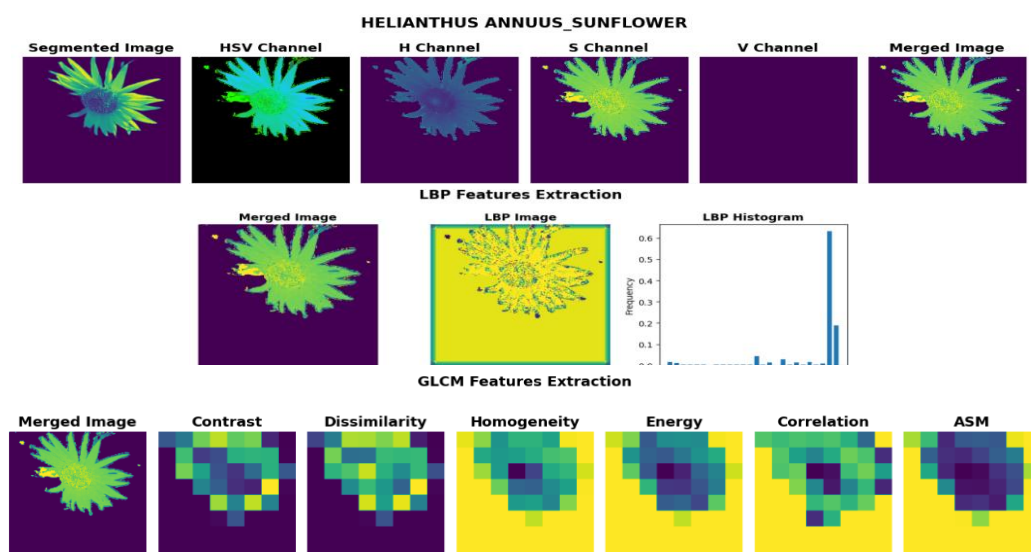 HELIANTHUS ANNUUS_SUNFLOWER
Segmented Image HSV Channel H Channel S Channel V Channel Merged Image
LBP Features Extraction
Merged Image LBP Image LBP Histogram
0.6
0.5
0.4
0.3
0.2
0.1
0.0
Frequency
GLCM Features Extraction
Merged Image Contrast Dissimilarity Homogeneity Energy Correlation ASM